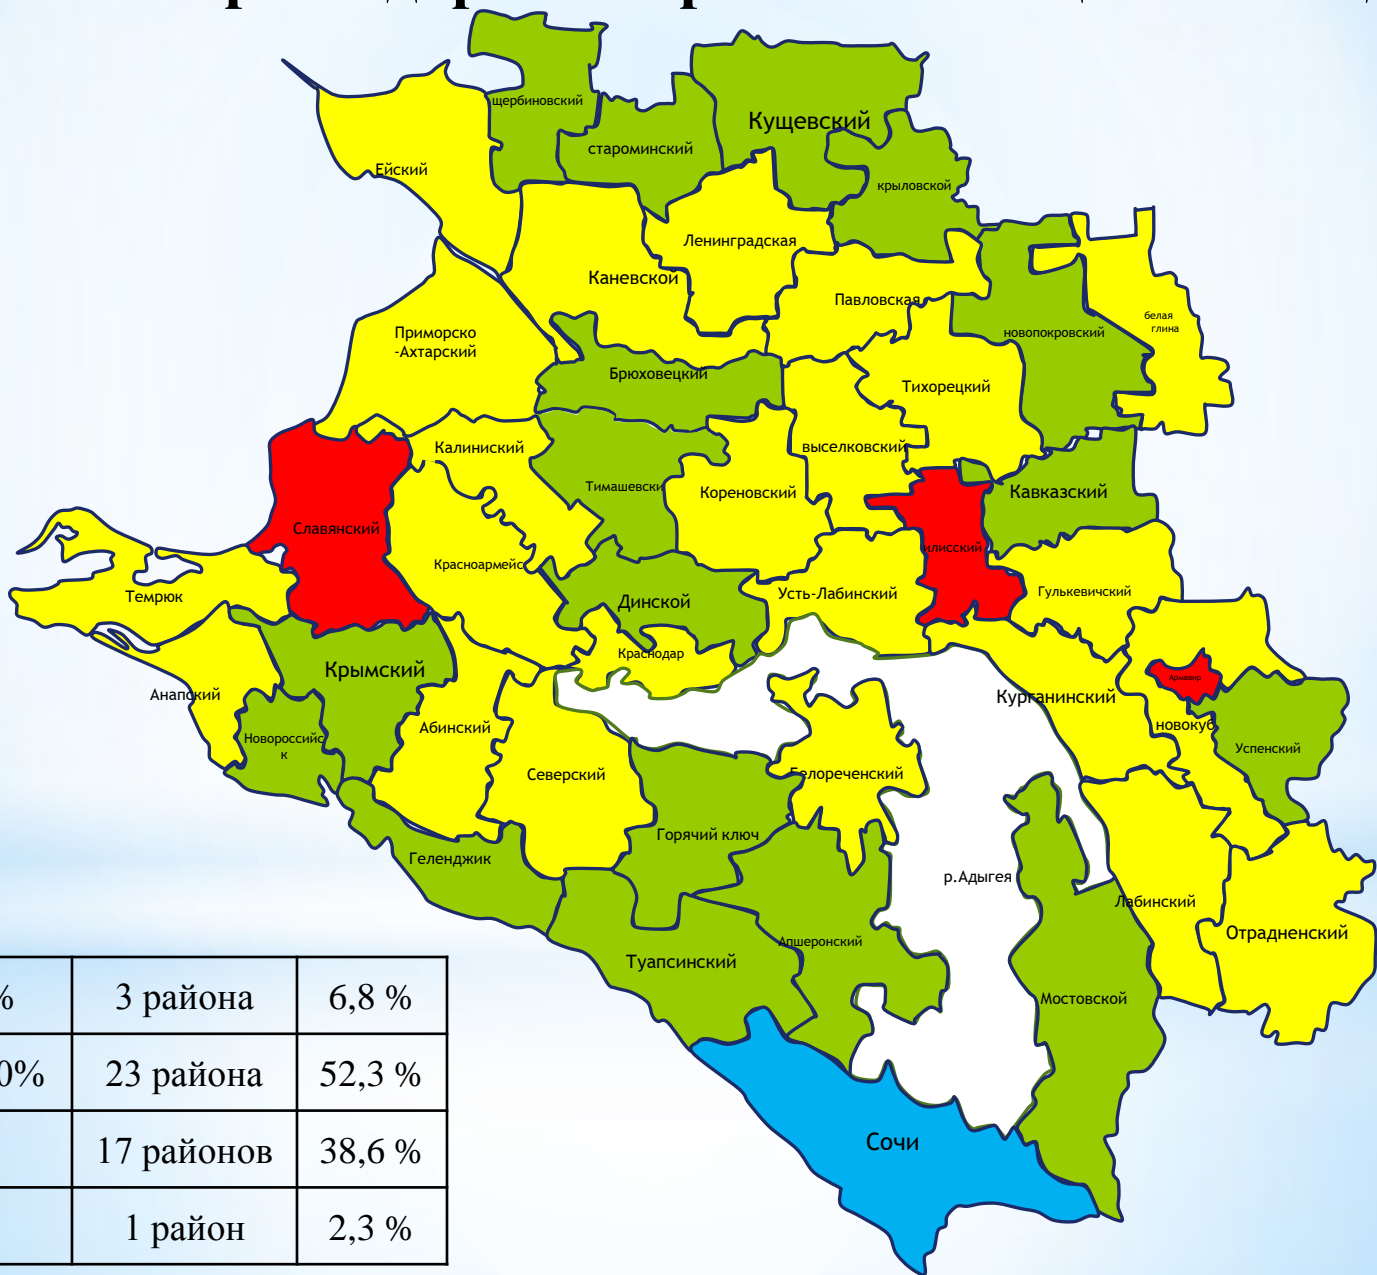 щербиновский
Кущевский
староминский
Ейский
крыловской
Ленинградская
Каневской
Павловская
белая
глина
Приморско
-Ахтарский
новопокровский
Брюховецкий
Тихорецкий
Калиниский
выселковский
Тимашевски
Кореновский
Кавказский
Славянский
илисский
Красноармейс
Гулькевичский
Темрюк
Динской
Усть-Лабинский
Краснодар
Крымский
Армавир
Анапский
Курганинский
новокуб
Абинский
Новороссийс
к
Успенский
Северский
Белореченский
Горячий ключ
Геленджик
р.Адыгея
Лабинский
Отрадненский
Апшеронский
Туапсинский
Мостовской
Сочи
% 3 района 6,8 %
0% 23 района 52,3 %
17 районов 38,6 %
1 район 2,3 %